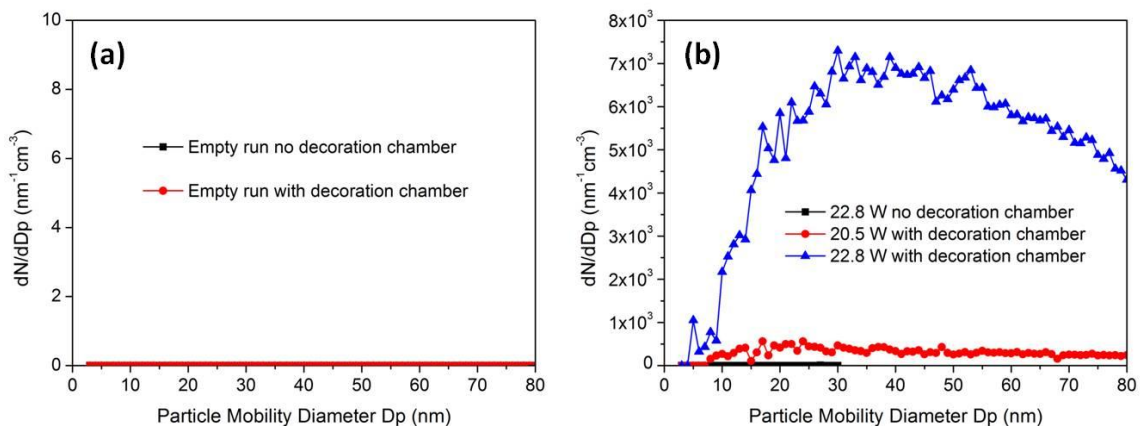 (a)
10
8
6
4
2
0
dN/dDp (nm⁻¹cm⁻³)
Empty run no decoration chamber
Empty run with decoration chamber
0 10 20 30 40 50 60 70 80
Particle Mobility Diameter Dp (nm)
(b)
8x10³
7x10³
6x10³
5x10³
4x10³
3x10³
2x10³
1x10³
0
dN/dDp (nm⁻¹cm⁻³)
22.8 W no decoration chamber
20.5 W with decoration chamber
22.8 W with decoration chamber
0 10 20 30 40 50 60 70 80
Particle Mobility Diameter Dp (nm)